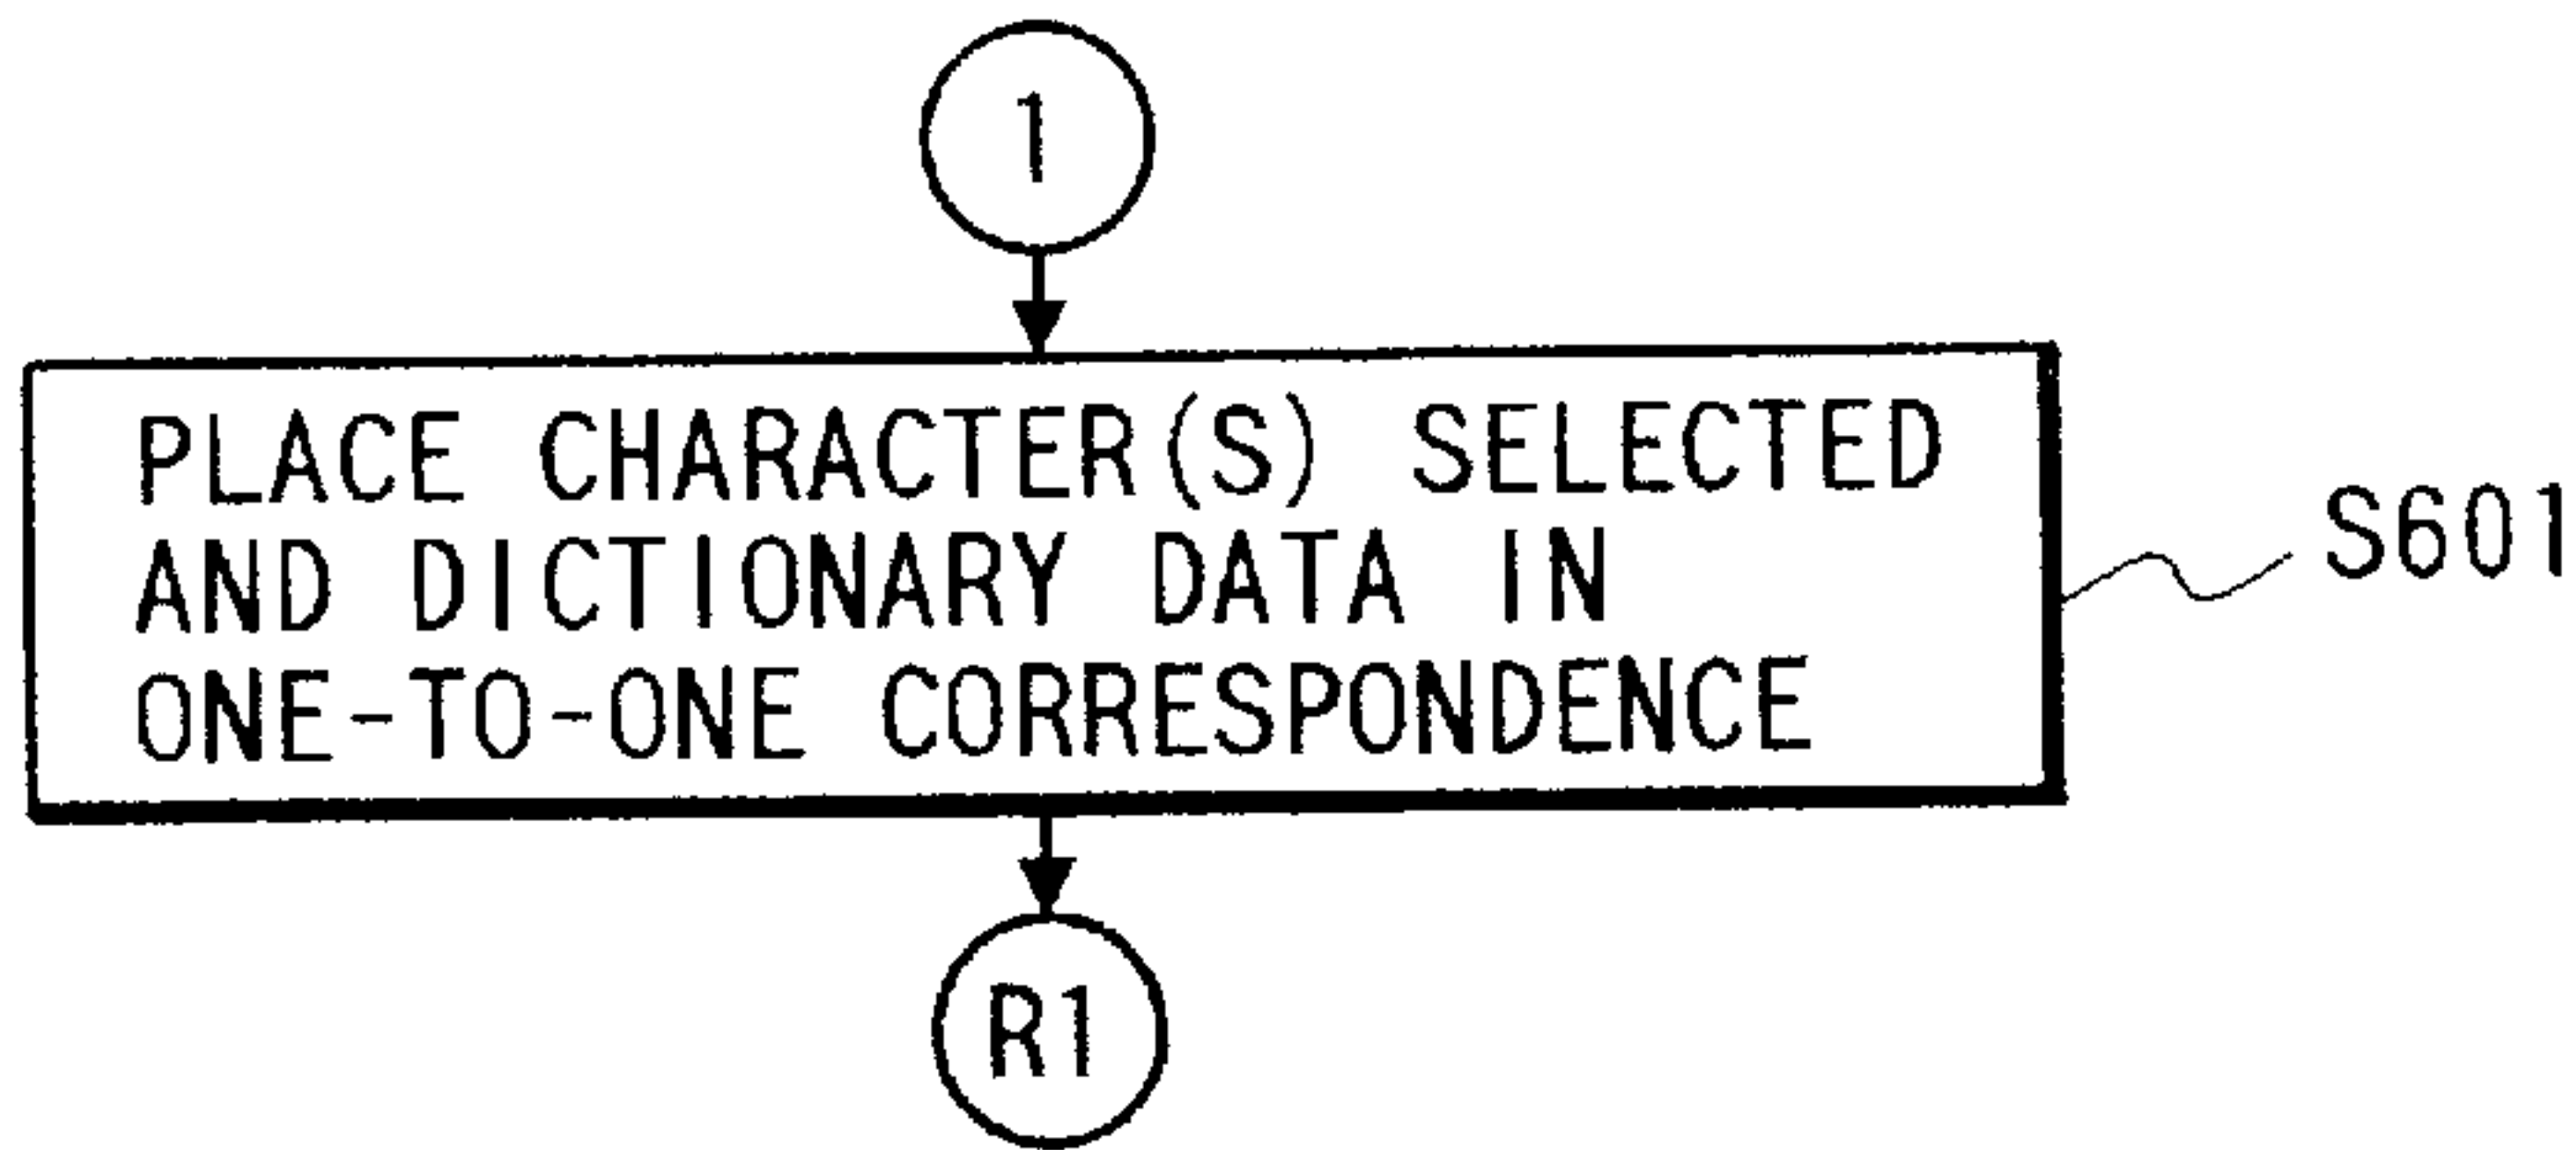 1
PLACE CHARACTER(S) SELECTED
AND DICTIONARY DATA IN
ONE-TO-ONE CORRESPONDENCE
S601
R1